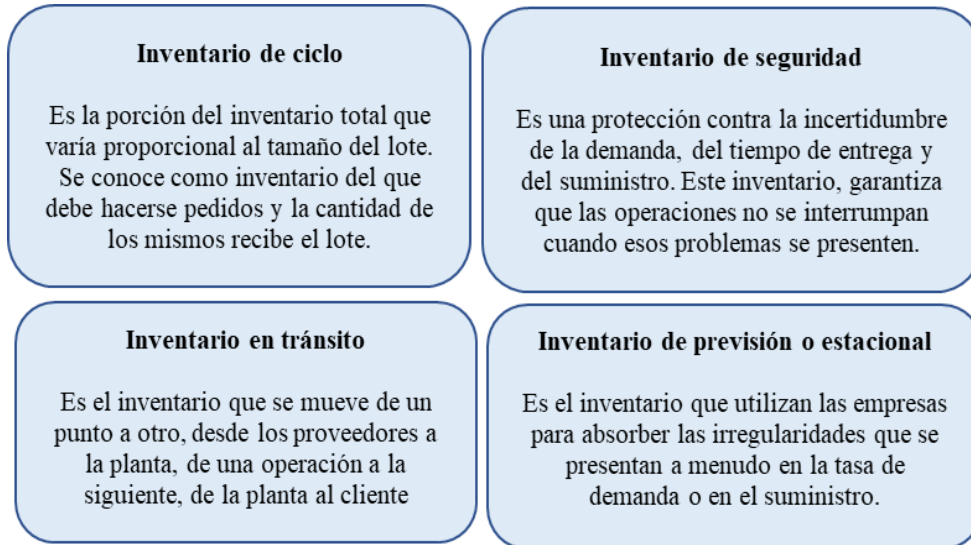 Inventario de ciclo
Es la porción del inventario total que
varía proporcional al tamaño del lote.
Se conoce como inventario del que
debe hacerse pedidos y la cantidad de
los mismos recibe el lote.
Inventario de seguridad
Es una protección contra la incertidumbre
de la demanda, del tiempo de entrega y
del suministro. Este inventario, garantiza
que las operaciones no se interrumpan
cuando esos problemas se presenten.
Inventario en tránsito
Es el inventario que se mueve de un
punto a otro, desde los proveedores a
la planta, de una operación a la
siguiente, de la planta al cliente
Inventario de previsión o estacional
Es el inventario que utilizan las empresas
para absorber las irregularidades que se
presentan a menudo en la tasa de
demanda o en el suministro.